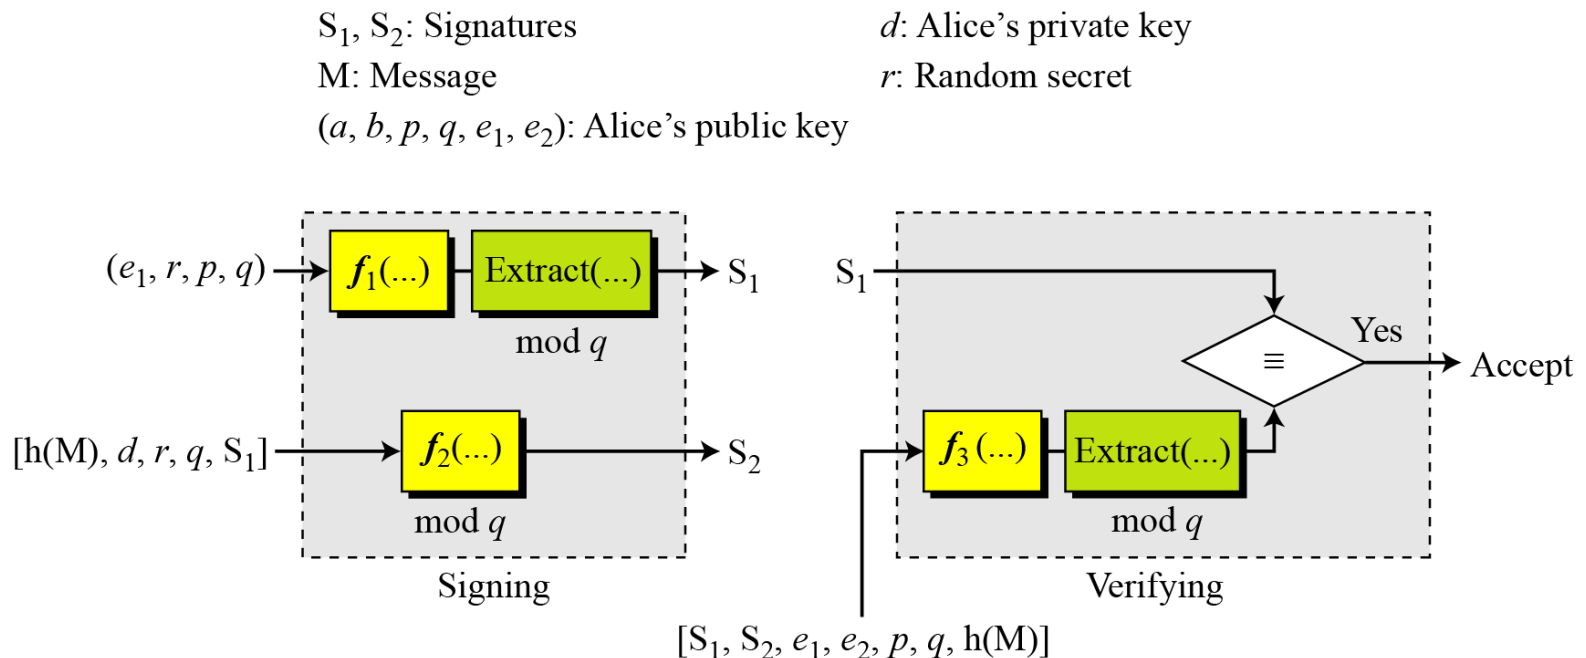 S₁, S₂: Signatures
d: Alice's private key
M: Message
r: Random secret
(a, b, p, q, e₁, e₂): Alice's public key
(e₁, r, p, q)
f₁(...)
Extract(...)
S₁
mod q
[h(M), d, r, q, S₁]
f₂(...)
S₂
mod q
Signing
S₁
≡
Yes
Accept
f₃(...)
Extract(...)
mod q
Verifying
[S₁, S₂, e₁, e₂, p, q, h(M)]